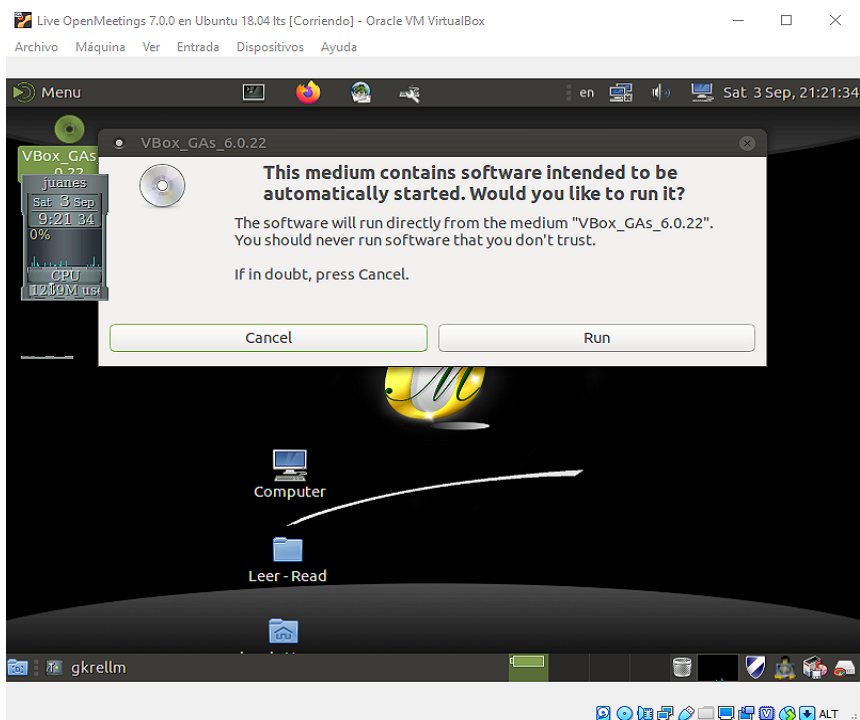 Live OpenMeetings 7.0.0 en Ubuntu 18.04 lts [Corriendo] - Oracle VM VirtualBox
Archivo Máquina Ver Entrada Dispositivos Ayuda
Menu en Sat 3 Sep, 21:21:34
VBox_GAs_6.0.22
VBox_GAs_
0.22
This medium contains software intended to be
automatically started. Would you like to run it?
The software will run directly from the medium "VBox_GAs_6.0.22".
You should never run software that you don't trust.
If in doubt, press Cancel.
Cancel Run
juanes
Sat 3 Sep
9:21 34
0%
CPU
M
Computer
Leer - Read
gkrellm
ALT